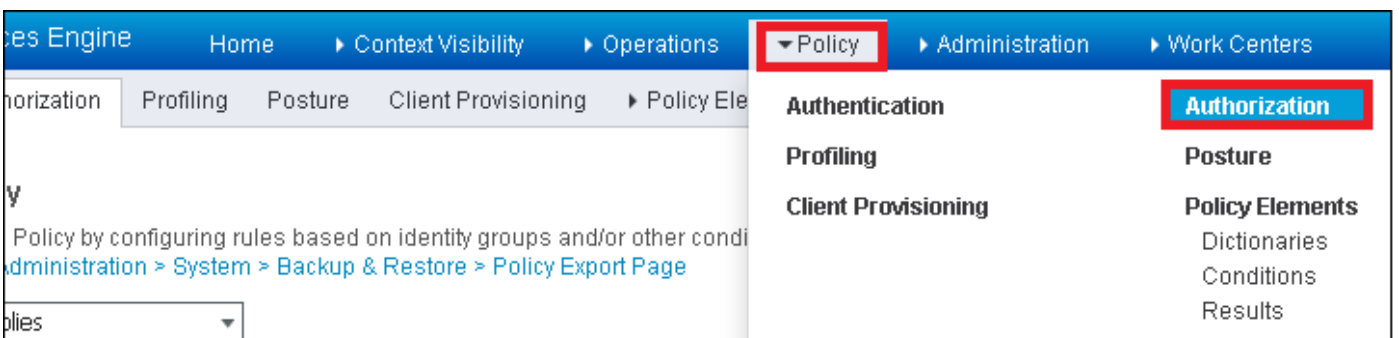 ces Engine Home Context Visibility Operations Policy Administration Work Centers
horization Profiling Posture Client Provisioning Policy Ele
Authentication Authorization
Profiling Posture
Client Provisioning Policy Elements
Dictionaries
Conditions
Results
y
Policy by configuring rules based on identity groups and/or other condi
Administration > System > Backup & Restore > Policy Export Page
plies